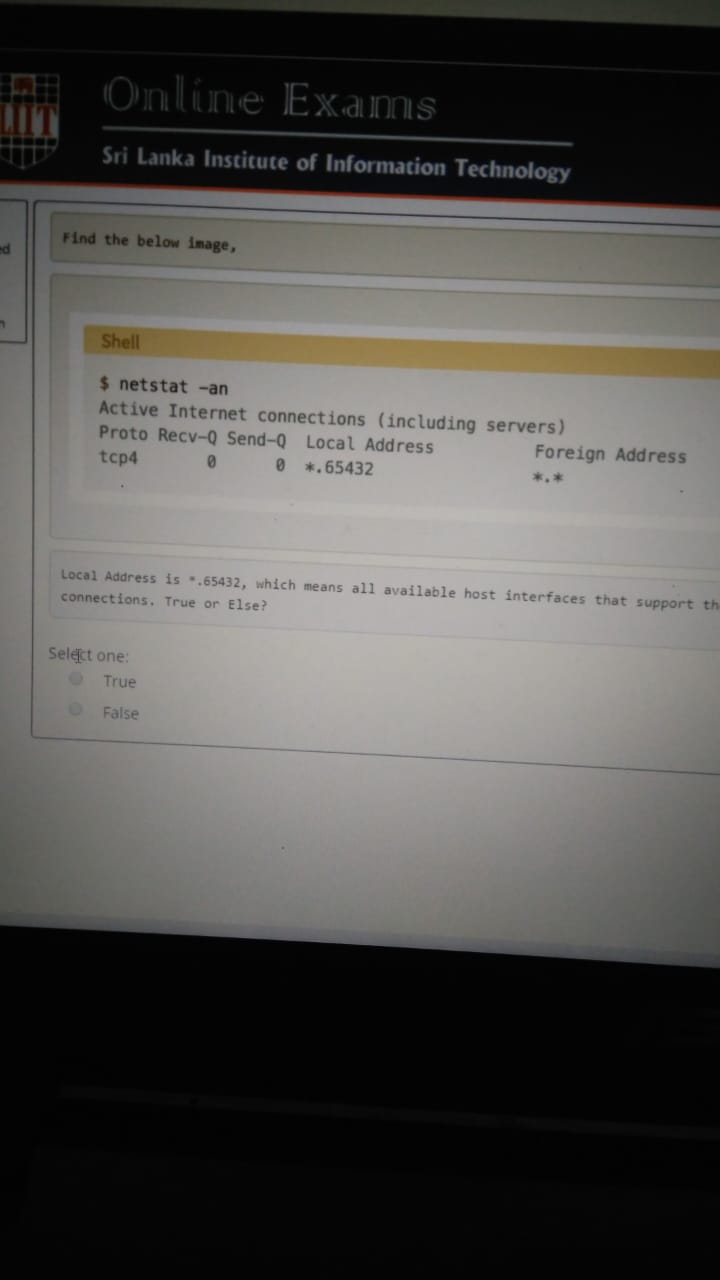 LIIT
Online Exams
Sri Lanka Institute of Information Technology
ed
n
Find the below image,
Shell
$ netstat -an
Active Internet connections (including servers)
Proto Recv-Q Send-Q Local Address Foreign Address
tcp4 0 0 *.65432 *.*
Local Address is *.65432, which means all available host interfaces that support th
connections. True or Else?
Select one:
True
False